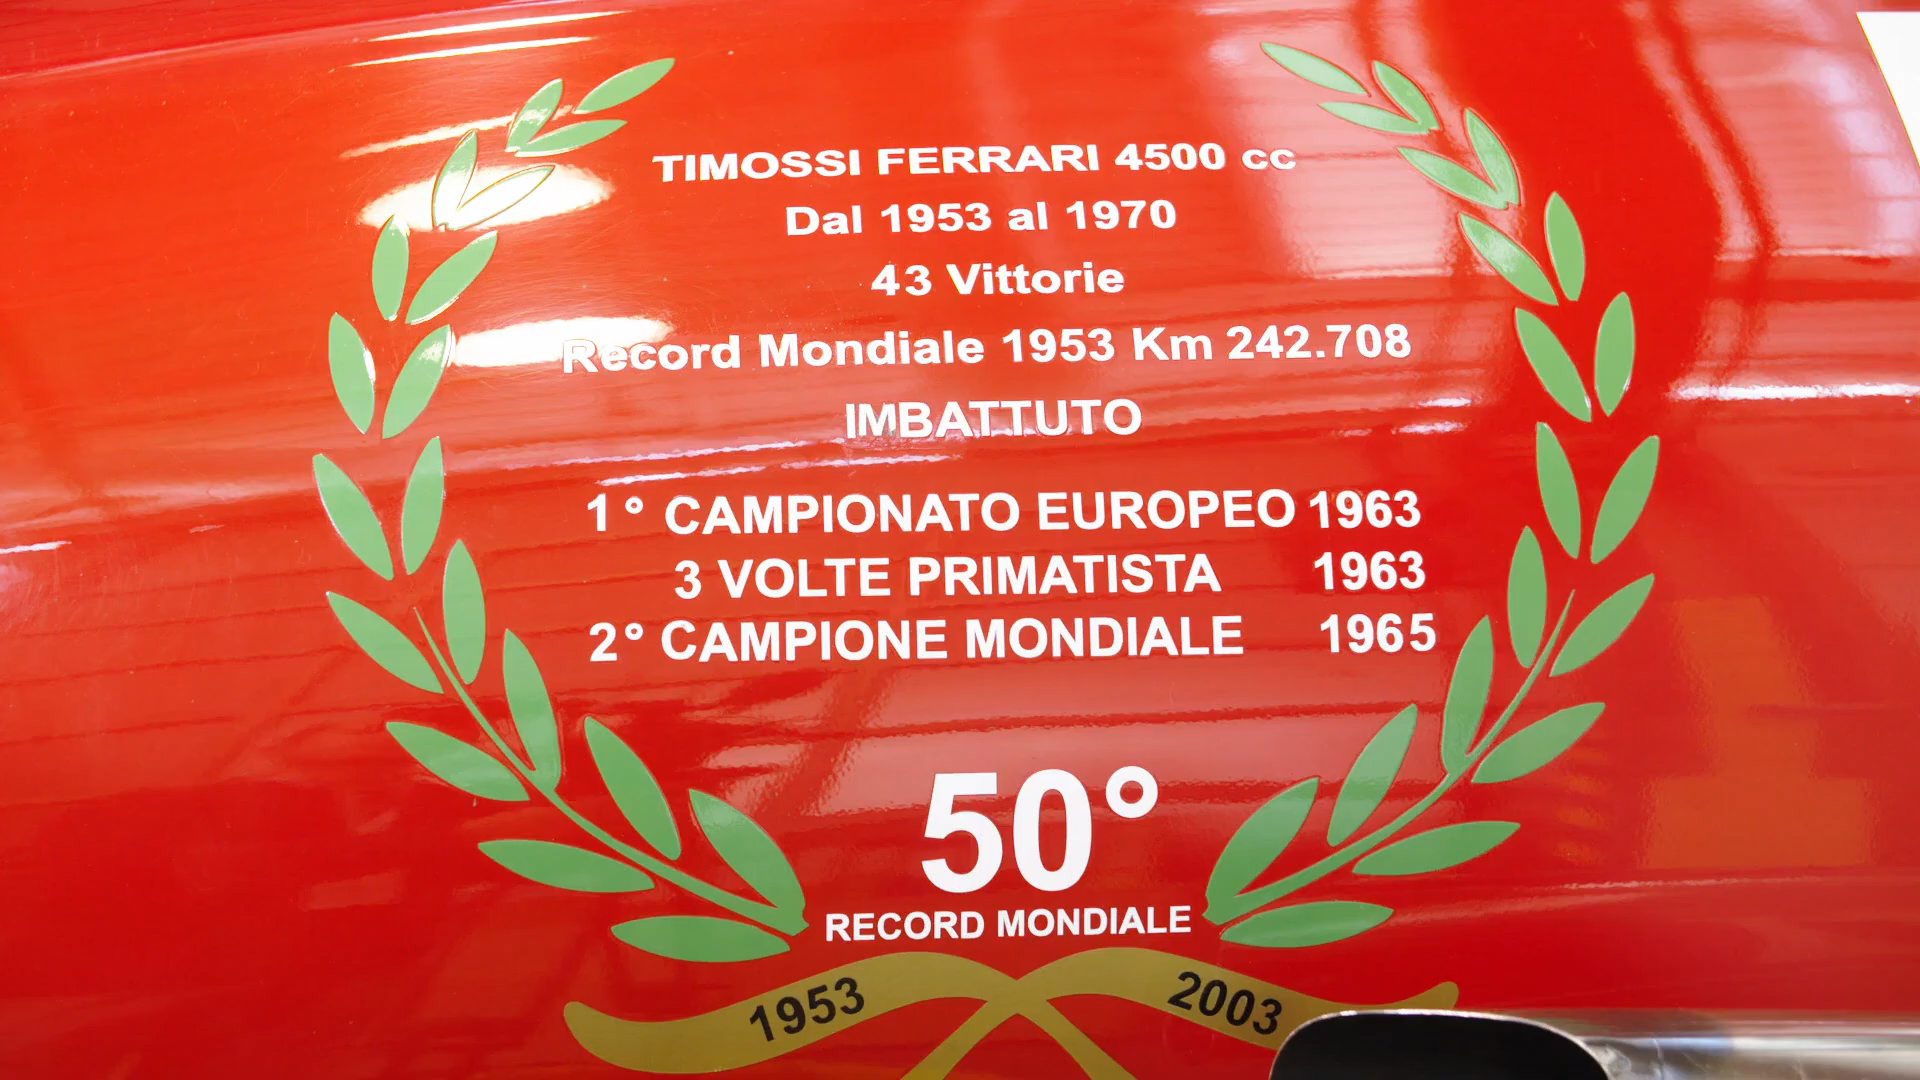 TIMOSSI FERRARI 4500 cc
Dal 1953 al 1970
43 Vittorie
Record Mondiale 1953 Km 242.708
IMBATTUTO
1° CAMPIONATO EUROPEO 1963
3 VOLTE PRIMATISTA 1963
2° CAMPIONE MONDIALE 1965
50°
RECORD MONDIALE
1953 2003